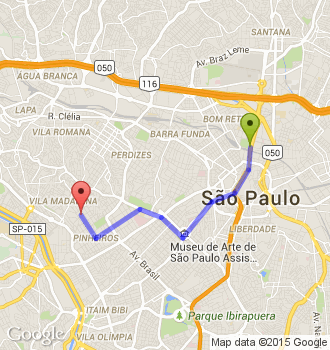 SANTANA
Av. Braz Leme
ÁGUA BRANCA
050
116
LAPA
R. Clélia
BOM RET
VILA ROMANA
BARRA FUNDA
PERDIZES
050
VILA MADALENA
São Paulo
SP-015
PINHEIROS
Museu de Arte de
São Paulo Assis...
Av. Brasil
ITAIM BIBI
Parque Ibirapuera
VILA OLÍMPIA
Google
Map data ©2015 Google